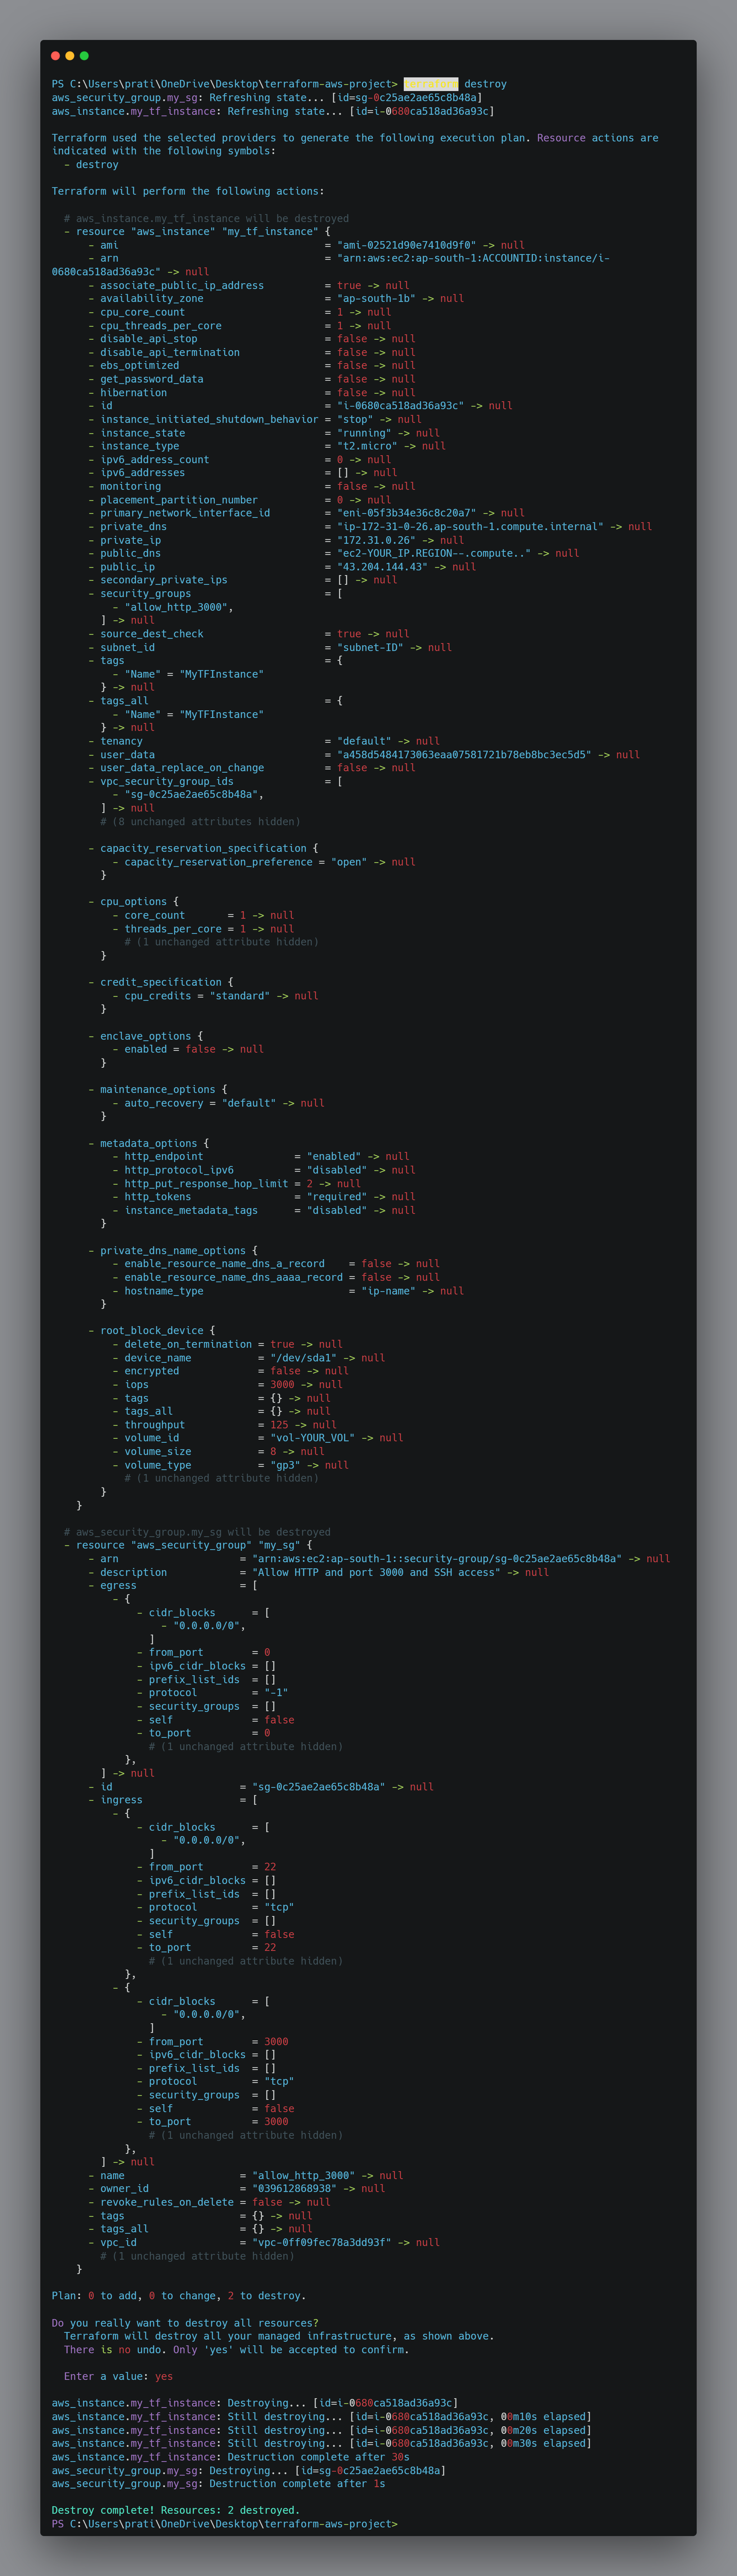 PS C:\Users\prati\OneDrive\Desktop\terraform-aws-project> terraform destroy
aws_security_group.my_sg: Refreshing state... [id=sg-0c25ae2ae65c8b48a]
aws_instance.my_tf_instance: Refreshing state... [id=i-0680ca518ad36a93c]
Terraform used the selected providers to generate the following execution plan. Resource actions are
indicated with the following symbols:
- destroy
Terraform will perform the following actions:
# aws_instance.my_tf_instance will be destroyed
- resource "aws_instance" "my_tf_instance" {
- ami = "ami-02521d90e7410d9f0" -> null
- arn = "arn:aws:ec2:ap-south-1:ACCOUNTID:instance/i-
0680ca518ad36a93c" -> null
- associate_public_ip_address = true -> null
- availability_zone = "ap-south-1b" -> null
- cpu_core_count = 1 -> null
- cpu_threads_per_core = 1 -> null
- disable_api_stop = false -> null
- disable_api_termination = false -> null
- ebs_optimized = false -> null
- get_password_data = false -> null
- hibernation = false -> null
- id = "i-0680ca518ad36a93c" -> null
- instance_initiated_shutdown_behavior = "stop" -> null
- instance_state = "running" -> null
- instance_type = "t2.micro" -> null
- ipv6_address_count = 0 -> null
- ipv6_addresses = [] -> null
- monitoring = false -> null
- placement_partition_number = 0 -> null
- primary_network_interface_id = "eni-05f3b34e36c8c20a7" -> null
- private_dns = "ip-172-31-0-26.ap-south-1.compute.internal" -> null
- private_ip = "172.31.0.26" -> null
- public_dns = "ec2-YOUR_IP.REGION--.compute.." -> null
- public_ip = "43.204.144.43" -> null
- secondary_private_ips = [] -> null
- security_groups = [
- "allow_http_3000",
] -> null
- source_dest_check = true -> null
- subnet_id = "subnet-ID" -> null
- tags = {
- "Name" = "MyTFInstance"
} -> null
- tags_all = {
- "Name" = "MyTFInstance"
} -> null
- tenancy = "default" -> null
- user_data = "a458d5484173063eaa07581721b78eb8bc3ec5d5" -> null
- user_data_replace_on_change = false -> null
- vpc_security_group_ids = [
- "sg-0c25ae2ae65c8b48a",
] -> null
# (8 unchanged attributes hidden)
- capacity_reservation_specification {
- capacity_reservation_preference = "open" -> null
}
- cpu_options {
- core_count = 1 -> null
- threads_per_core = 1 -> null
# (1 unchanged attribute hidden)
}
- credit_specification {
- cpu_credits = "standard" -> null
}
- enclave_options {
- enabled = false -> null
}
- maintenance_options {
- auto_recovery = "default" -> null
}
- metadata_options {
- http_endpoint = "enabled" -> null
- http_protocol_ipv6 = "disabled" -> null
- http_put_response_hop_limit = 2 -> null
- http_tokens = "required" -> null
- instance_metadata_tags = "disabled" -> null
}
- private_dns_name_options {
- enable_resource_name_dns_a_record = false -> null
- enable_resource_name_dns_aaaa_record = false -> null
- hostname_type = "ip-name" -> null
}
- root_block_device {
- delete_on_termination = true -> null
- device_name = "/dev/sda1" -> null
- encrypted = false -> null
- iops = 3000 -> null
- tags = {} -> null
- tags_all = {} -> null
- throughput = 125 -> null
- volume_id = "vol-YOUR_VOL" -> null
- volume_size = 8 -> null
- volume_type = "gp3" -> null
# (1 unchanged attribute hidden)
}
}
# aws_security_group.my_sg will be destroyed
- resource "aws_security_group" "my_sg" {
- arn = "arn:aws:ec2:ap-south-1::security-group/sg-0c25ae2ae65c8b48a" -> null
- description = "Allow HTTP and port 3000 and SSH access" -> null
- egress = [
- {
- cidr_blocks = [
- "0.0.0.0/0",
]
- from_port = 0
- ipv6_cidr_blocks = []
- prefix_list_ids = []
- protocol = "-1"
- security_groups = []
- self = false
- to_port = 0
# (1 unchanged attribute hidden)
},
] -> null
- id = "sg-0c25ae2ae65c8b48a" -> null
- ingress = [
- {
- cidr_blocks = [
- "0.0.0.0/0",
]
- from_port = 22
- ipv6_cidr_blocks = []
- prefix_list_ids = []
- protocol = "tcp"
- security_groups = []
- self = false
- to_port = 22
# (1 unchanged attribute hidden)
},
- {
- cidr_blocks = [
- "0.0.0.0/0",
]
- from_port = 3000
- ipv6_cidr_blocks = []
- prefix_list_ids = []
- protocol = "tcp"
- security_groups = []
- self = false
- to_port = 3000
# (1 unchanged attribute hidden)
},
] -> null
- name = "allow_http_3000" -> null
- owner_id = "039612868938" -> null
- revoke_rules_on_delete = false -> null
- tags = {} -> null
- tags_all = {} -> null
- vpc_id = "vpc-0ff09fec78a3dd93f" -> null
# (1 unchanged attribute hidden)
}
Plan: 0 to add, 0 to change, 2 to destroy.
Do you really want to destroy all resources?
Terraform will destroy all your managed infrastructure, as shown above.
There is no undo. Only 'yes' will be accepted to confirm.
Enter a value: yes
aws_instance.my_tf_instance: Destroying... [id=i-0680ca518ad36a93c]
aws_instance.my_tf_instance: Still destroying... [id=i-0680ca518ad36a93c, 00m10s elapsed]
aws_instance.my_tf_instance: Still destroying... [id=i-0680ca518ad36a93c, 00m20s elapsed]
aws_instance.my_tf_instance: Still destroying... [id=i-0680ca518ad36a93c, 00m30s elapsed]
aws_instance.my_tf_instance: Destruction complete after 30s
aws_security_group.my_sg: Destroying... [id=sg-0c25ae2ae65c8b48a]
aws_security_group.my_sg: Destruction complete after 1s
Destroy complete! Resources: 2 destroyed.
PS C:\Users\prati\OneDrive\Desktop\terraform-aws-project>